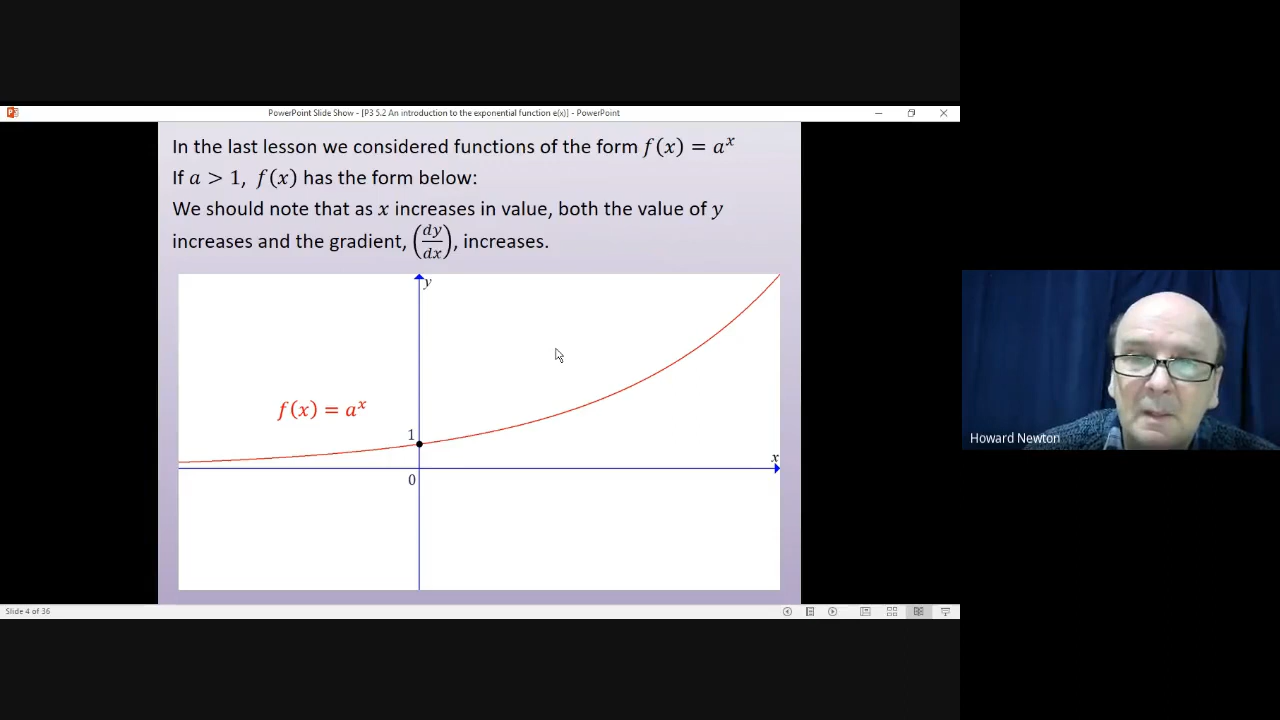 PowerPoint Slide Show - [P3 5.2 An introduction to the exponential function e(x)] - PowerPoint
In the last lesson we considered functions of the form f(x) = aˣ
If a > 1, f(x) has the form below:
We should note that as x increases in value, both the value of y
increases and the gradient, (dy/dx), increases.
y
f(x) = aˣ
1
x
0
Howard Newton
Slide 4 of 36